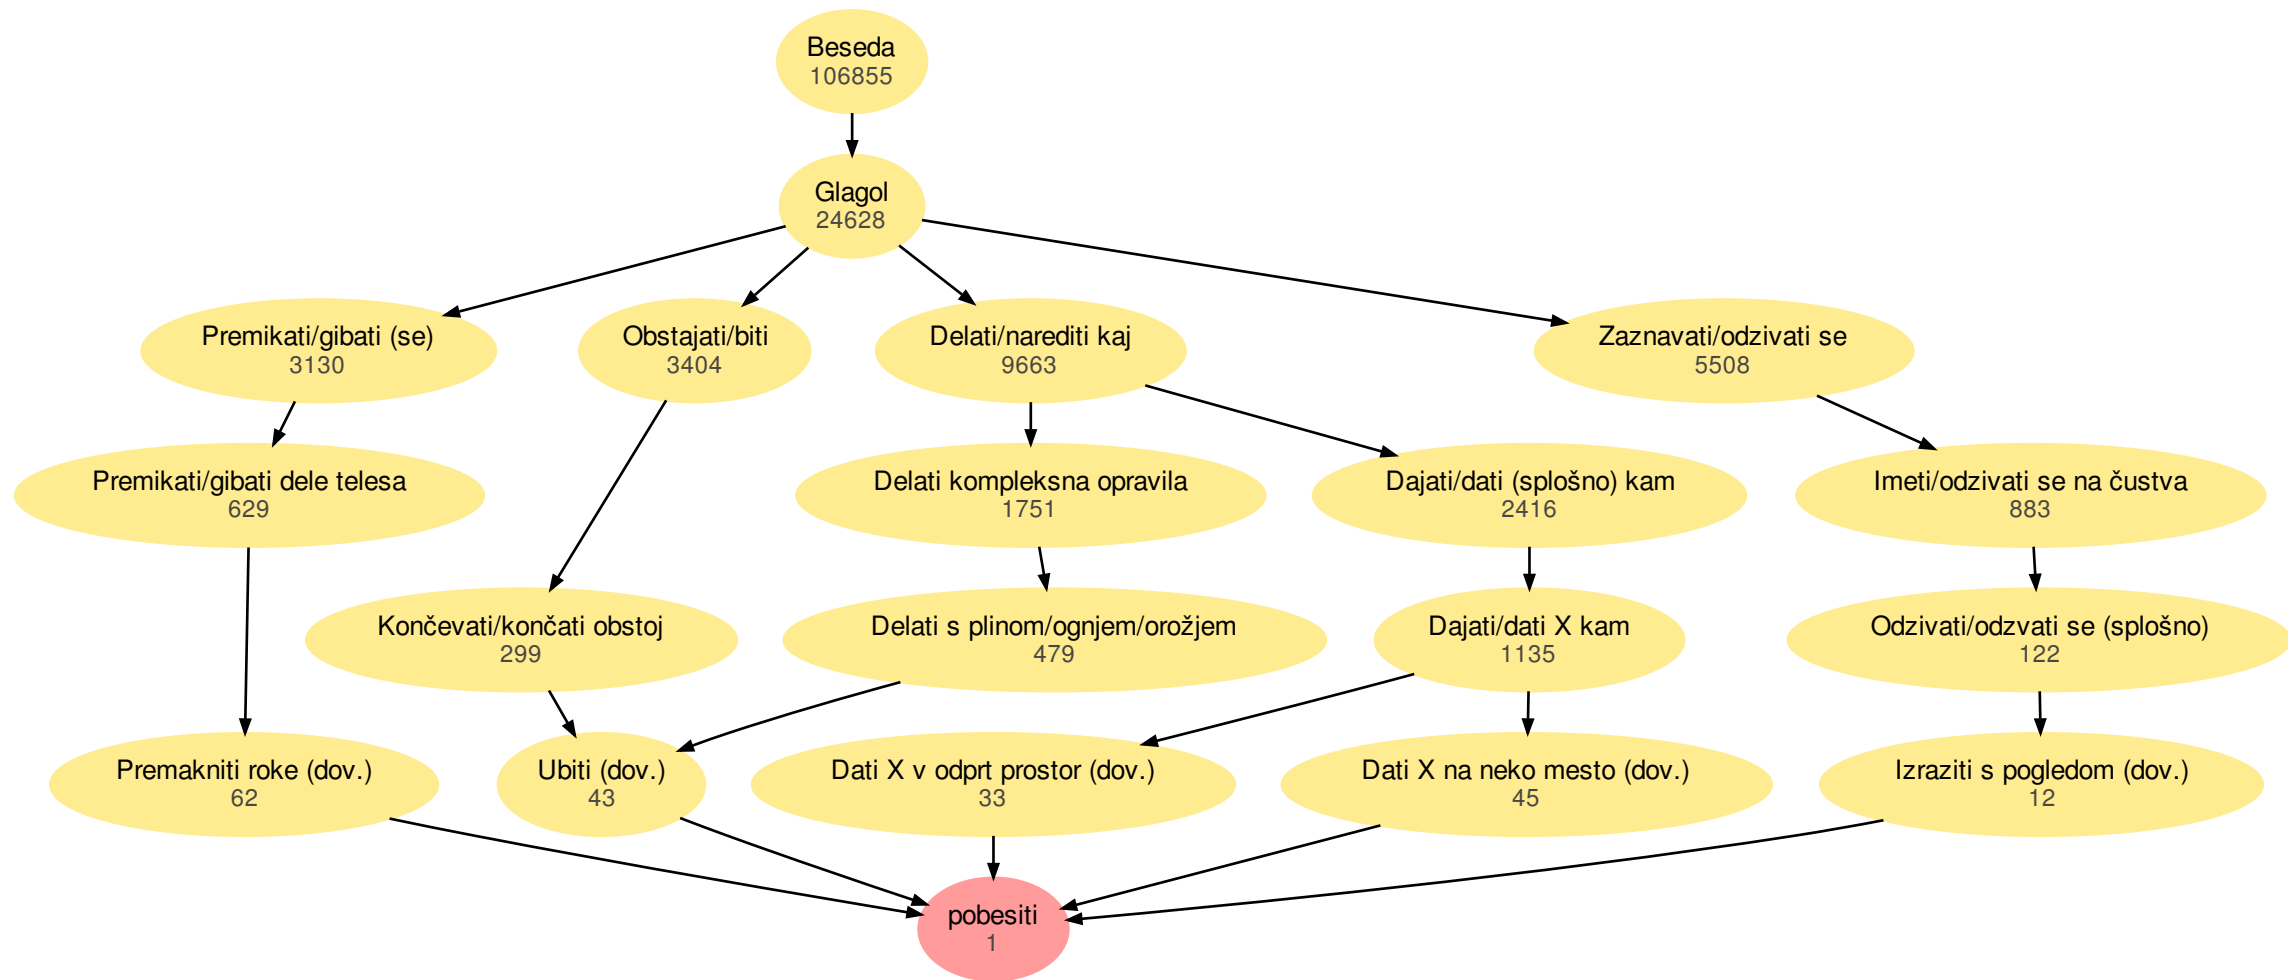 Beseda
106855
Glagol
24628
Premikati/gibati (se)
3130
Obstajati/biti
3404
Delati/narediti kaj
9663
Zaznavati/odzivati se
5508
Premikati/gibati dele telesa
629
Delati kompleksna opravila
1751
Dajati/dati (splošno) kam
2416
Imeti/odzivati se na čustva
883
Končevati/končati obstoj
299
Delati s plinom/ognjem/orožjem
479
Dajati/dati X kam
1135
Odzivati/odzvati se (splošno)
122
Premakniti roke (dov.)
62
Ubiti (dov.)
43
Dati X v odprt prostor (dov.)
33
Dati X na neko mesto (dov.)
45
Izraziti s pogledom (dov.)
12
pobesiti
1